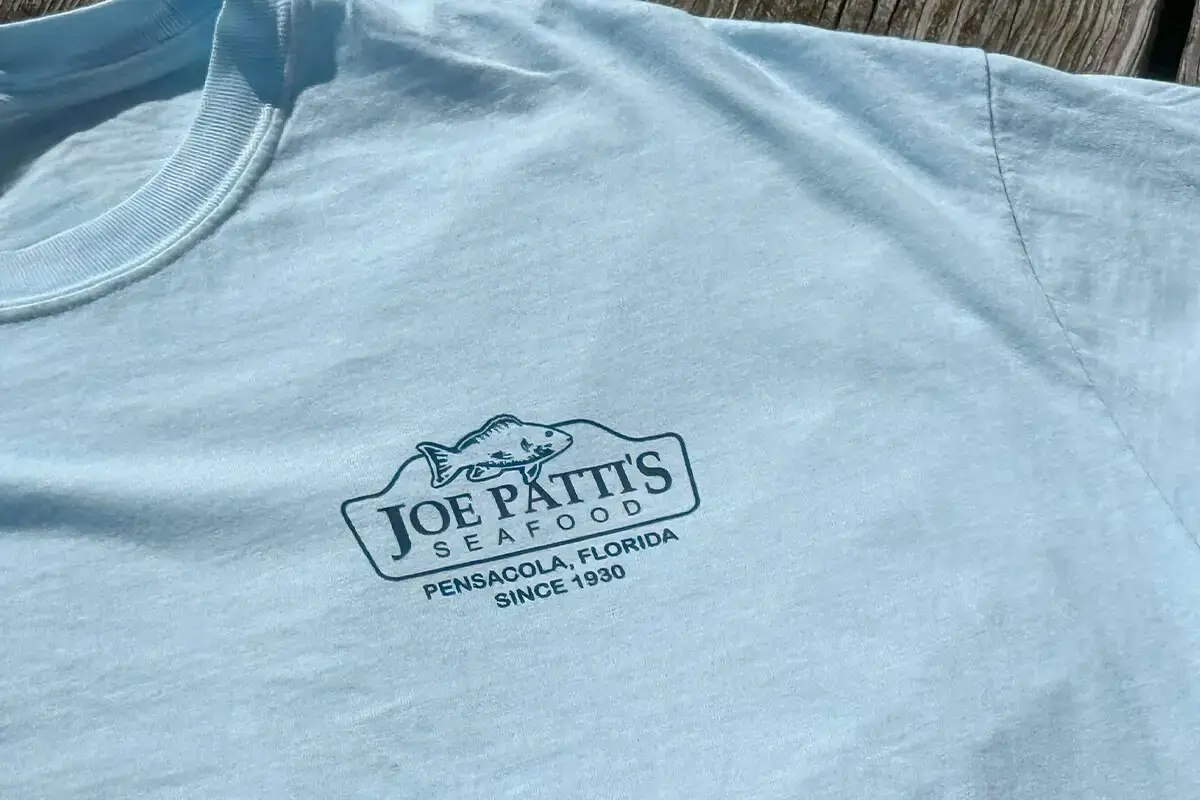 JOE PATTI'S
SEAFOOD
PENSACOLA, FLORIDA
SINCE 1930